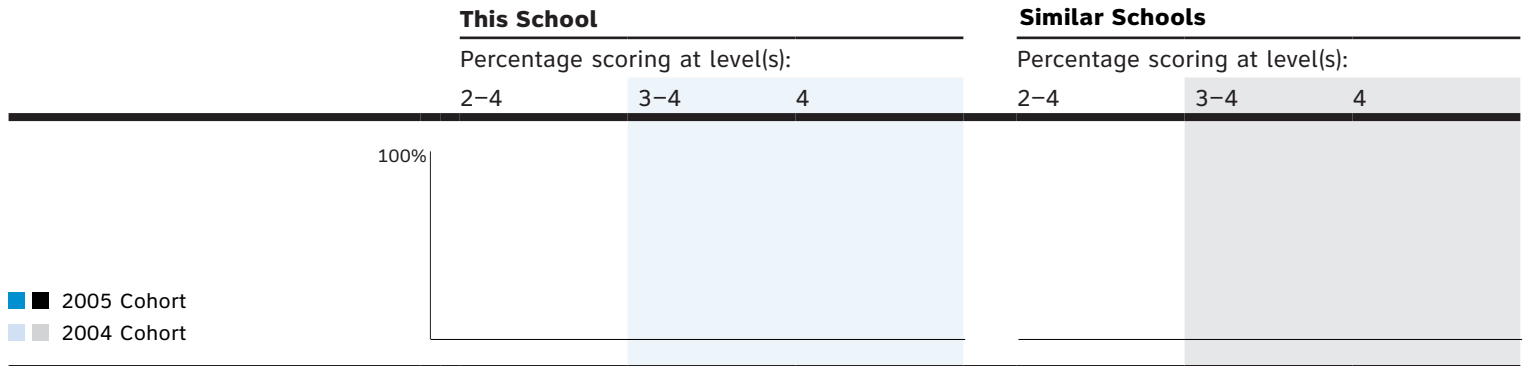 This School
Similar Schools
Percentage scoring at level(s):
Percentage scoring at level(s):
2–4 3–4 4
2–4 3–4 4
100%
2005 Cohort
2004 Cohort